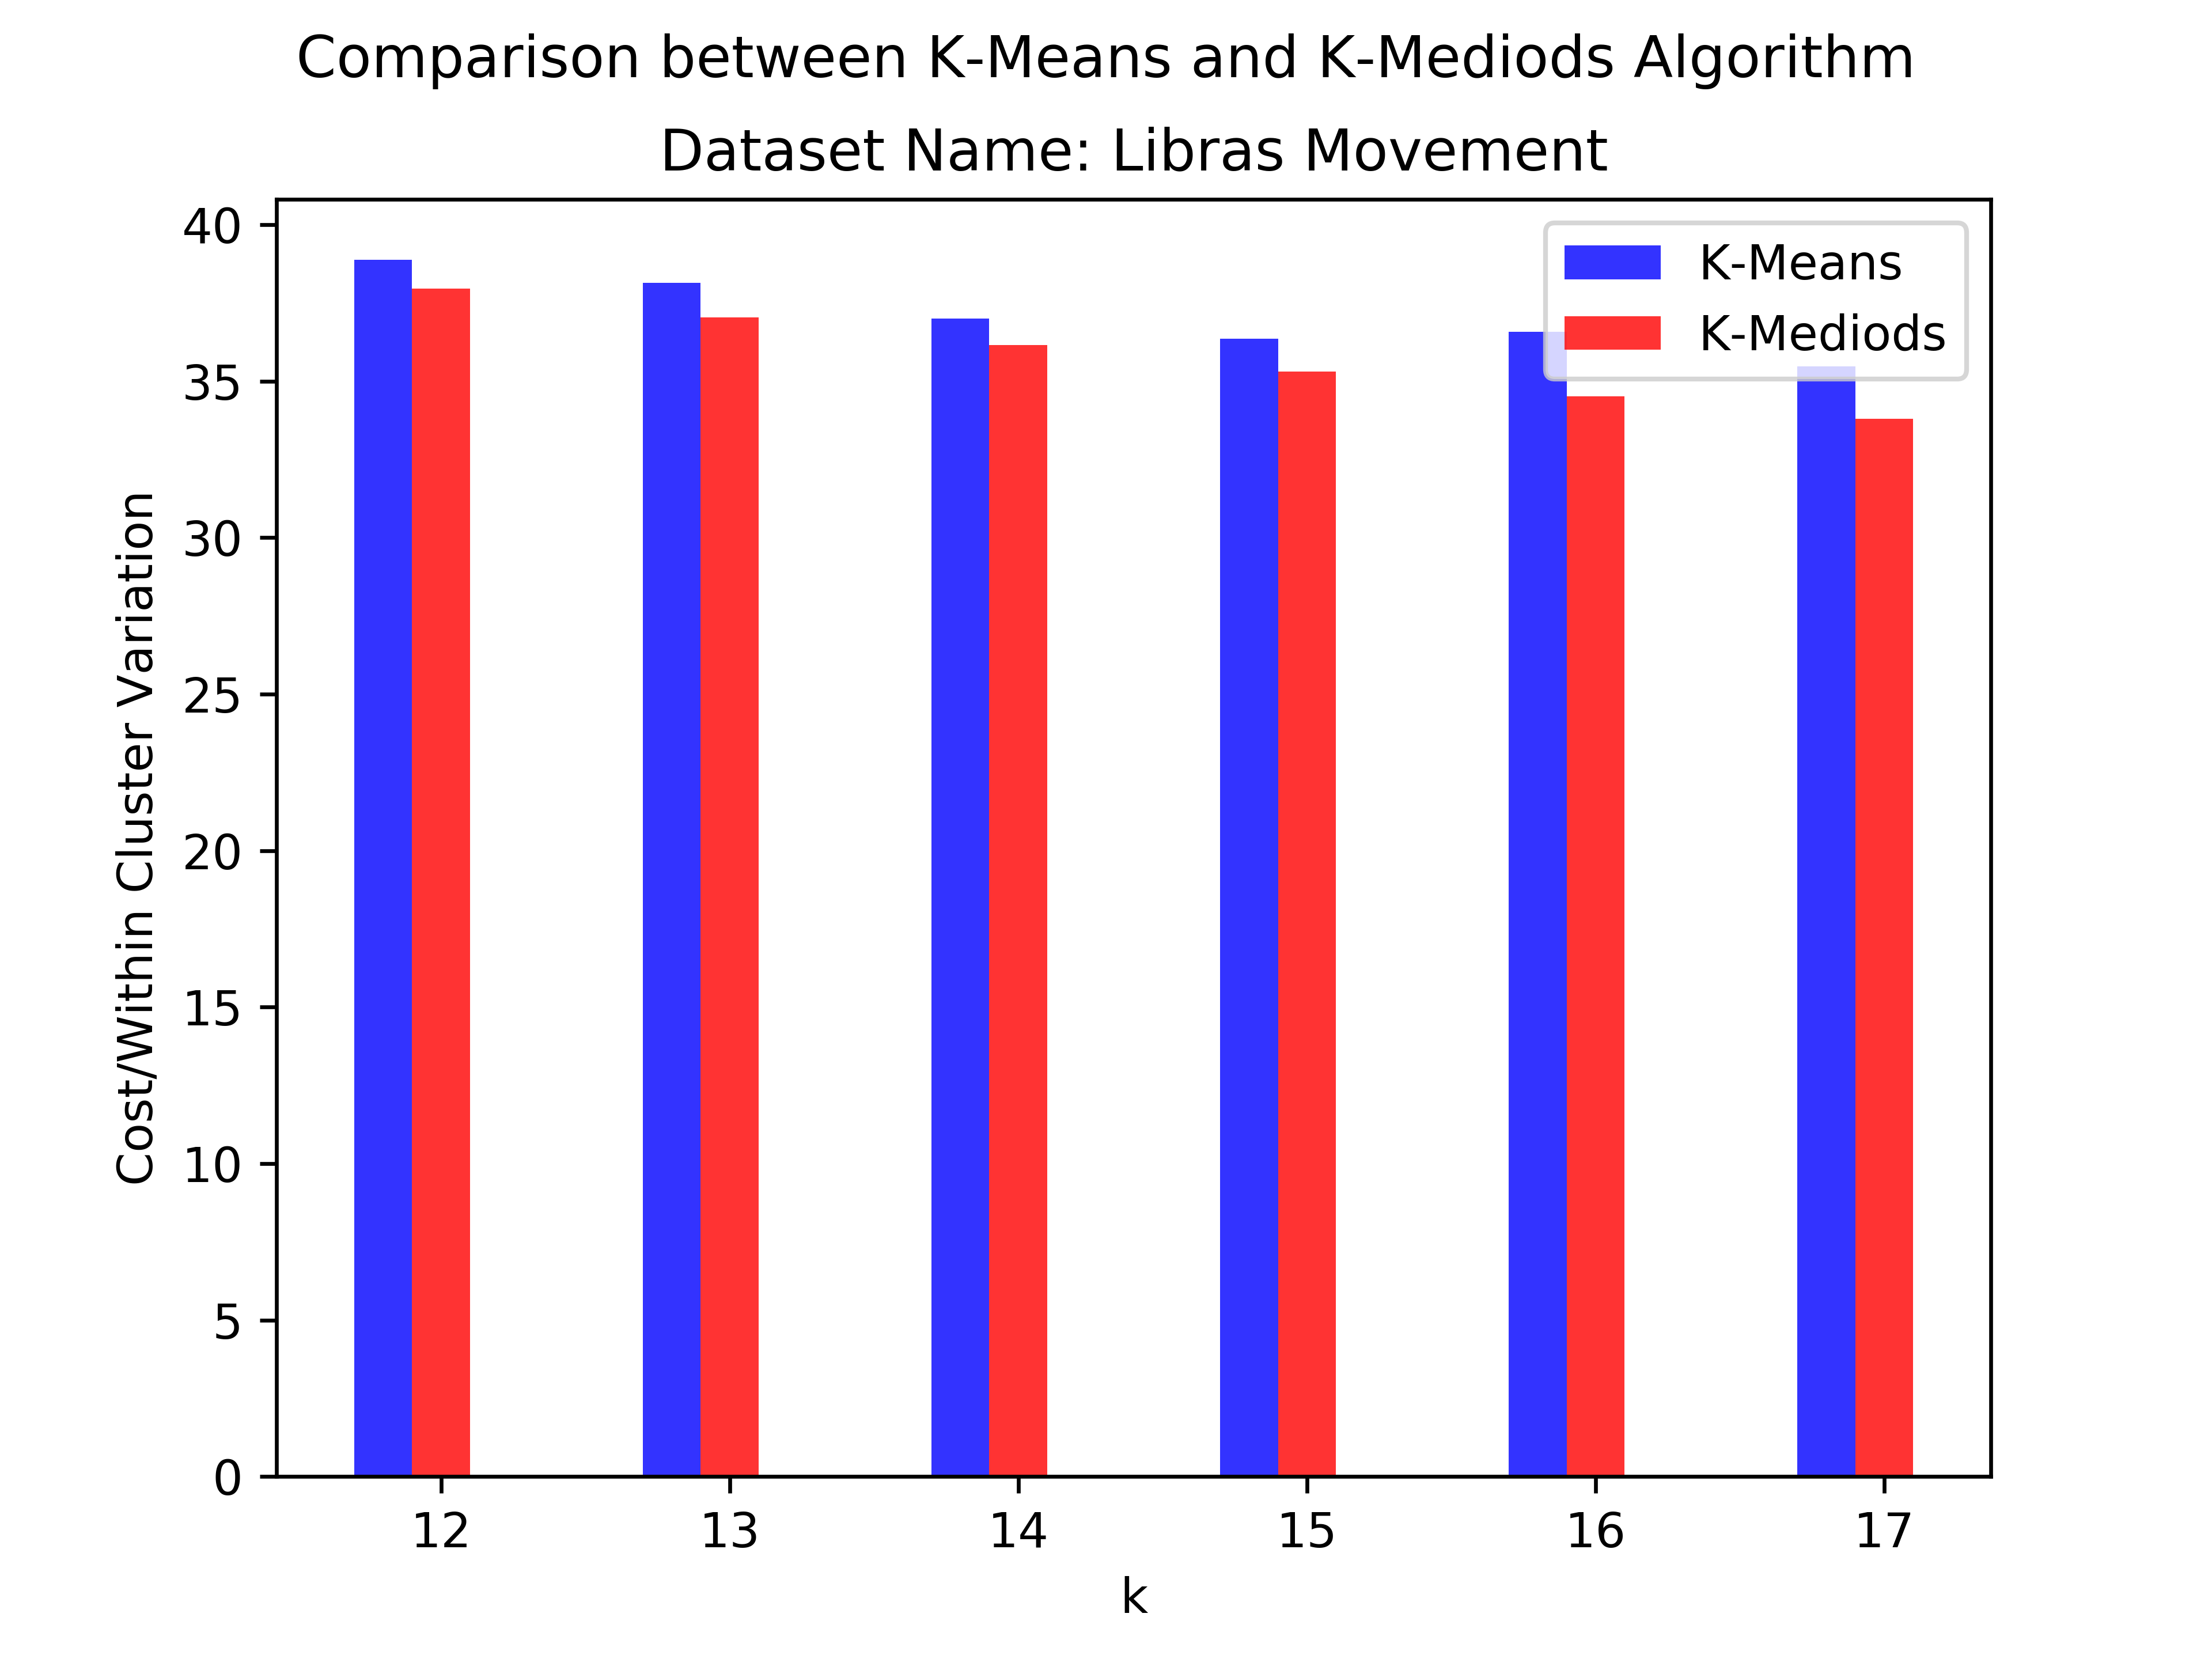 Comparison between K-Means and K-Mediods Algorithm
Dataset Name: Libras Movement
K-Means
K-Mediods
Cost/Within Cluster Variation
40
35
30
25
20
15
10
5
0
12 13 14 15 16 17
k